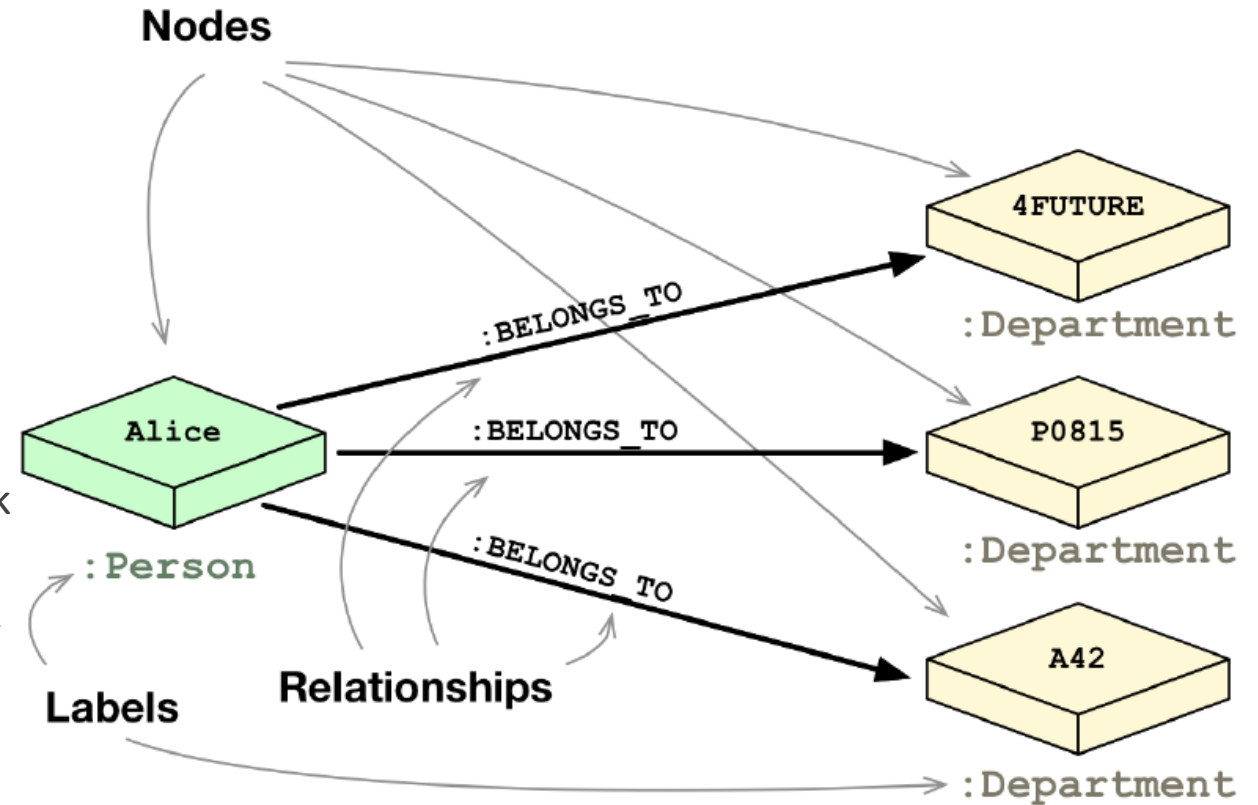 Nodes
4FUTURE
:Department
:BELONGS_TO
Alice
:BELONGS_TO
P0815
k
:Person
:BELONGS_TO
:Department
Labels
Relationships
A42
:Department